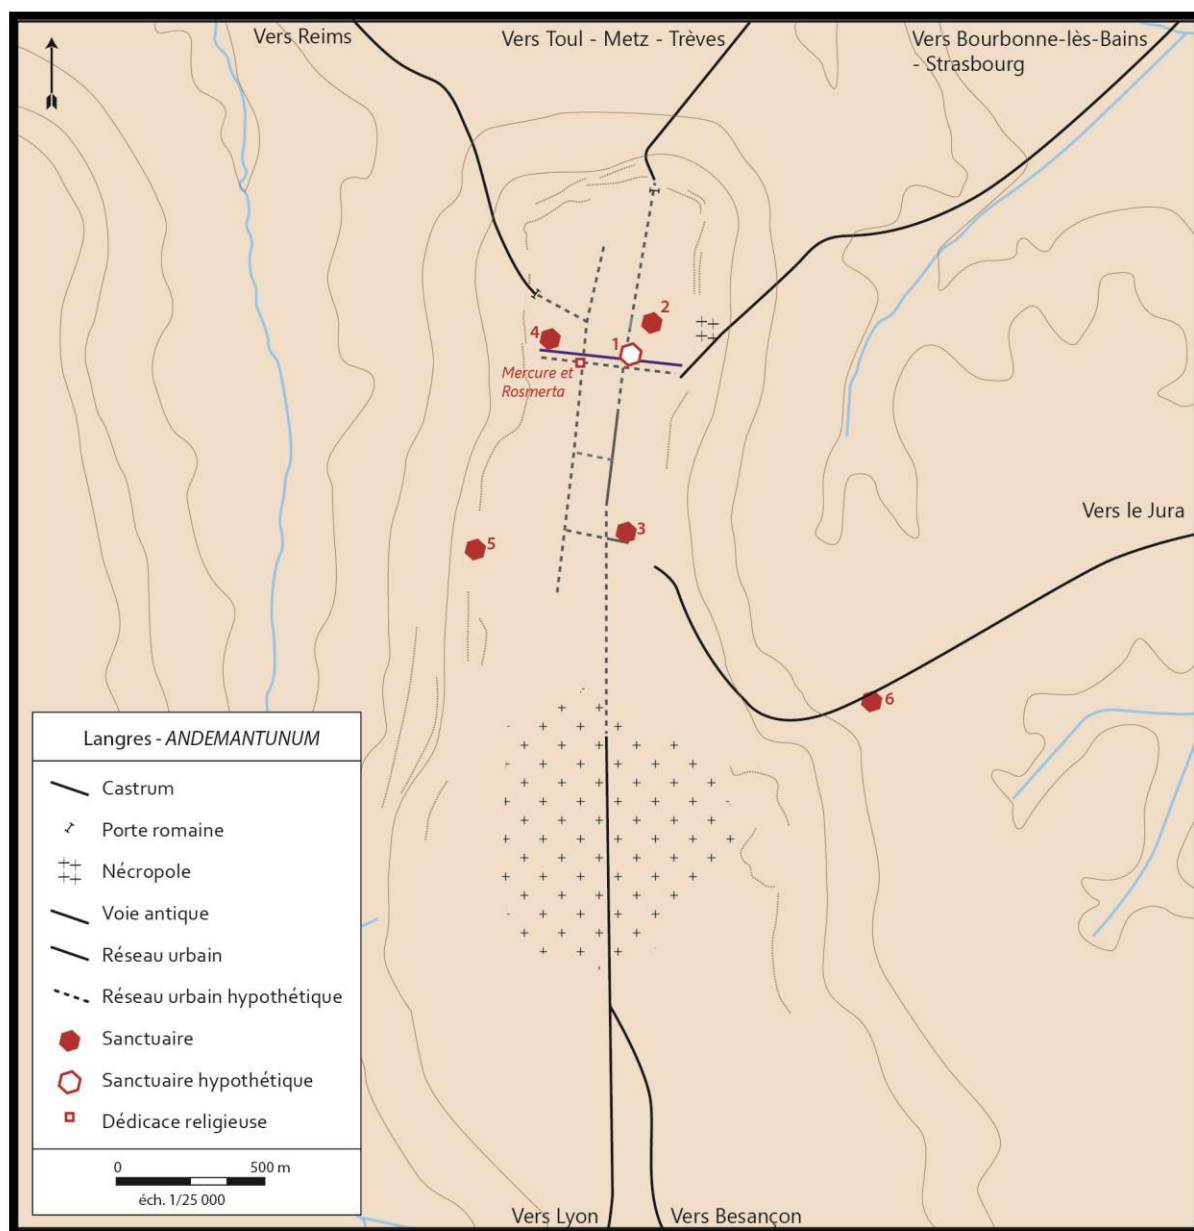 Vers Reims
Vers Toul - Metz - Trèves
Vers Bourbonne-lès-Bains
- Strasbourg
2
4
1
Mercure et
Rosmerta
Vers le Jura
3
5
6
Langres - ANDEMANTUNUM
Castrum
Porte romaine
Nécropole
Voie antique
Réseau urbain
Réseau urbain hypothétique
Sanctuaire
Sanctuaire hypothétique
Dédicace religieuse
0 500 m
éch. 1/25 000
Vers Lyon
Vers Besançon